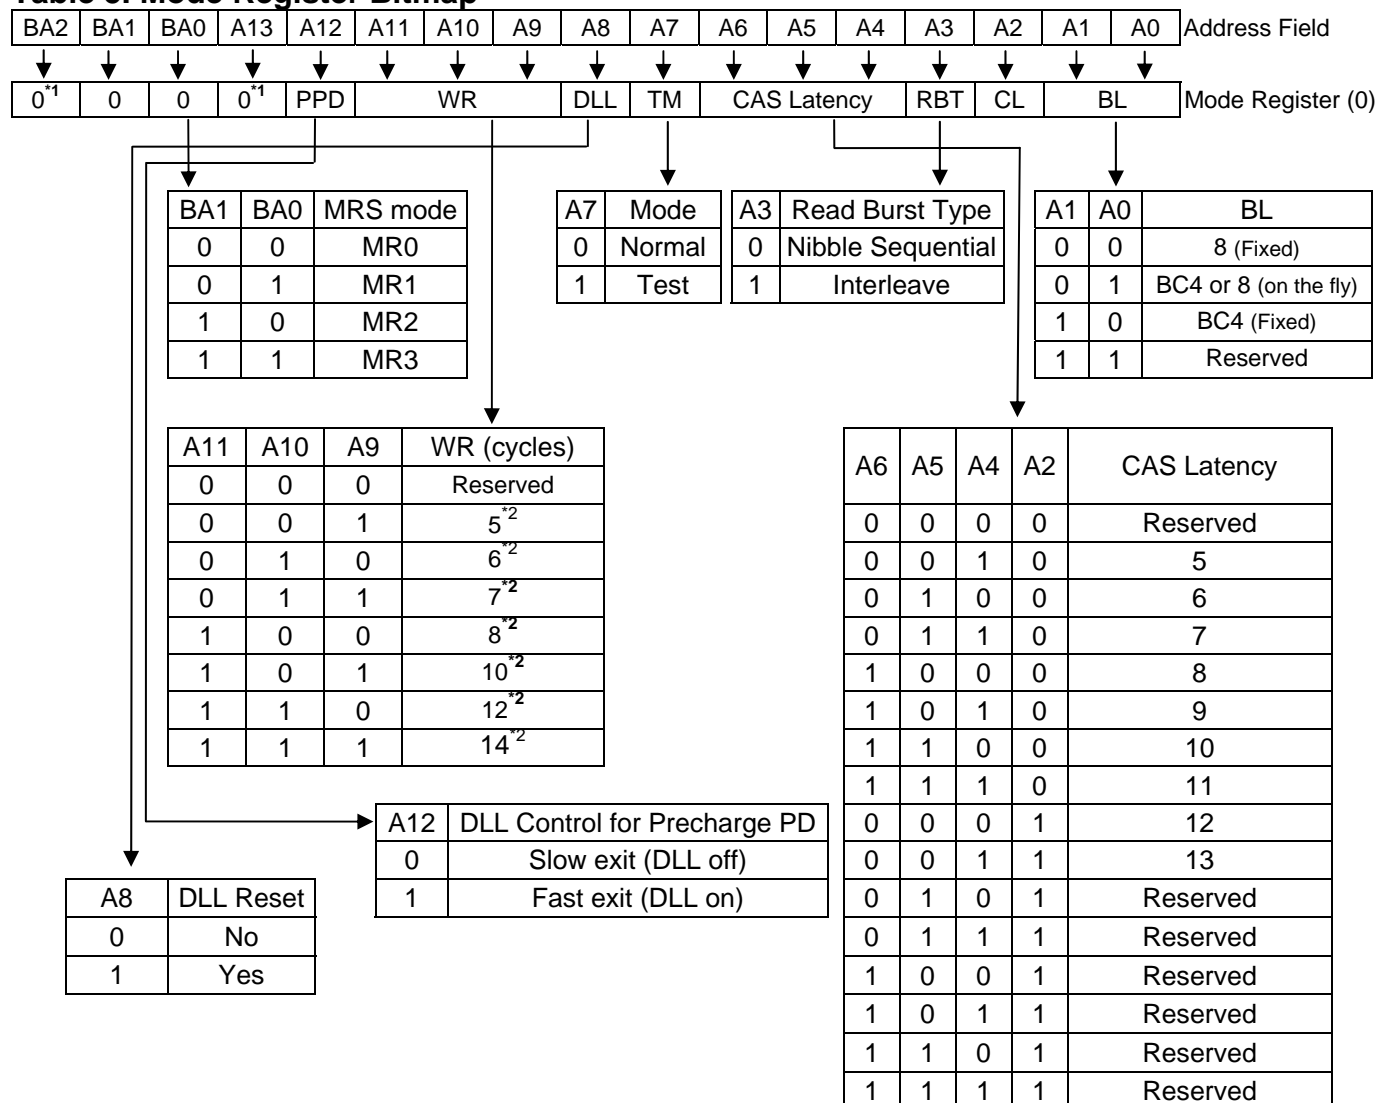 Table 5. Mode Register Bitmap
BA2 BA1 BA0 A13 A12 A11 A10 A9 A8 A7 A6 A5 A4 A3 A2 A1 A0 Address Field
0*1 0 0 0*1 PPD WR DLL TM CAS Latency RBT CL BL Mode Register (0)
BA1 BA0 MRS mode
0 0 MR0
0 1 MR1
1 0 MR2
1 1 MR3
A7 Mode
0 Normal
1 Test
A3 Read Burst Type
0 Nibble Sequential
1 Interleave
A1 A0 BL
0 0 8 (Fixed)
0 1 BC4 or 8 (on the fly)
1 0 BC4 (Fixed)
1 1 Reserved
A11 A10 A9 WR (cycles)
0 0 0 Reserved
0 0 1 5*2
0 1 0 6*2
0 1 1 7*2
1 0 0 8*2
1 0 1 10*2
1 1 0 12*2
1 1 1 14*2
A6 A5 A4 A2 CAS Latency
0 0 0 0 Reserved
0 0 1 0 5
0 1 0 0 6
0 1 1 0 7
1 0 0 0 8
1 0 1 0 9
1 1 0 0 10
1 1 1 0 11
0 0 0 1 12
0 0 1 1 13
0 1 0 1 Reserved
0 1 1 1 Reserved
1 0 0 1 Reserved
1 0 1 1 Reserved
1 1 0 1 Reserved
1 1 1 1 Reserved
A12 DLL Control for Precharge PD
0 Slow exit (DLL off)
1 Fast exit (DLL on)
A8 DLL Reset
0 No
1 Yes